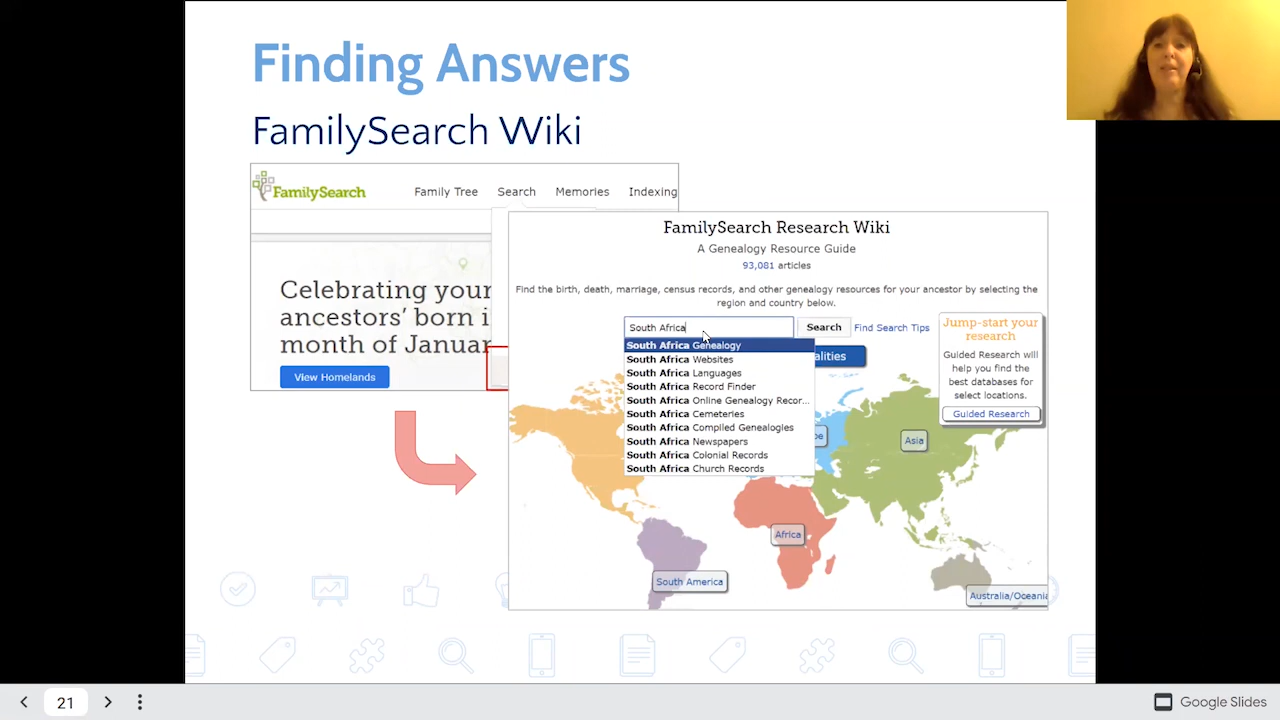 Finding Answers
FamilySearch Wiki
FamilySearch
Family Tree
Search
Memories
Indexing
Celebrating your
ancestors' born i
month of Januar
View Homelands
FamilySearch Research Wiki
A Genealogy Resource Guide
93,081 articles
Find the birth, death, marriage, census records, and other genealogy resources for your ancestor by selecting the
region and country below.
South Africa
Search
Find Search Tips
South Africa Genealogy
South Africa Websites
South Africa Languages
South Africa Record Finder
South Africa Online Genealogy Recor...
South Africa Cemeteries
South Africa Compiled Genealogies
South Africa Newspapers
South Africa Colonial Records
South Africa Church Records
alities
Jump-start your
research
Guided Research will
help you find the
best databases for
select locations.
Guided Research
pe
Asia
Africa
South America
Australia/Oceania
21
Google Slides